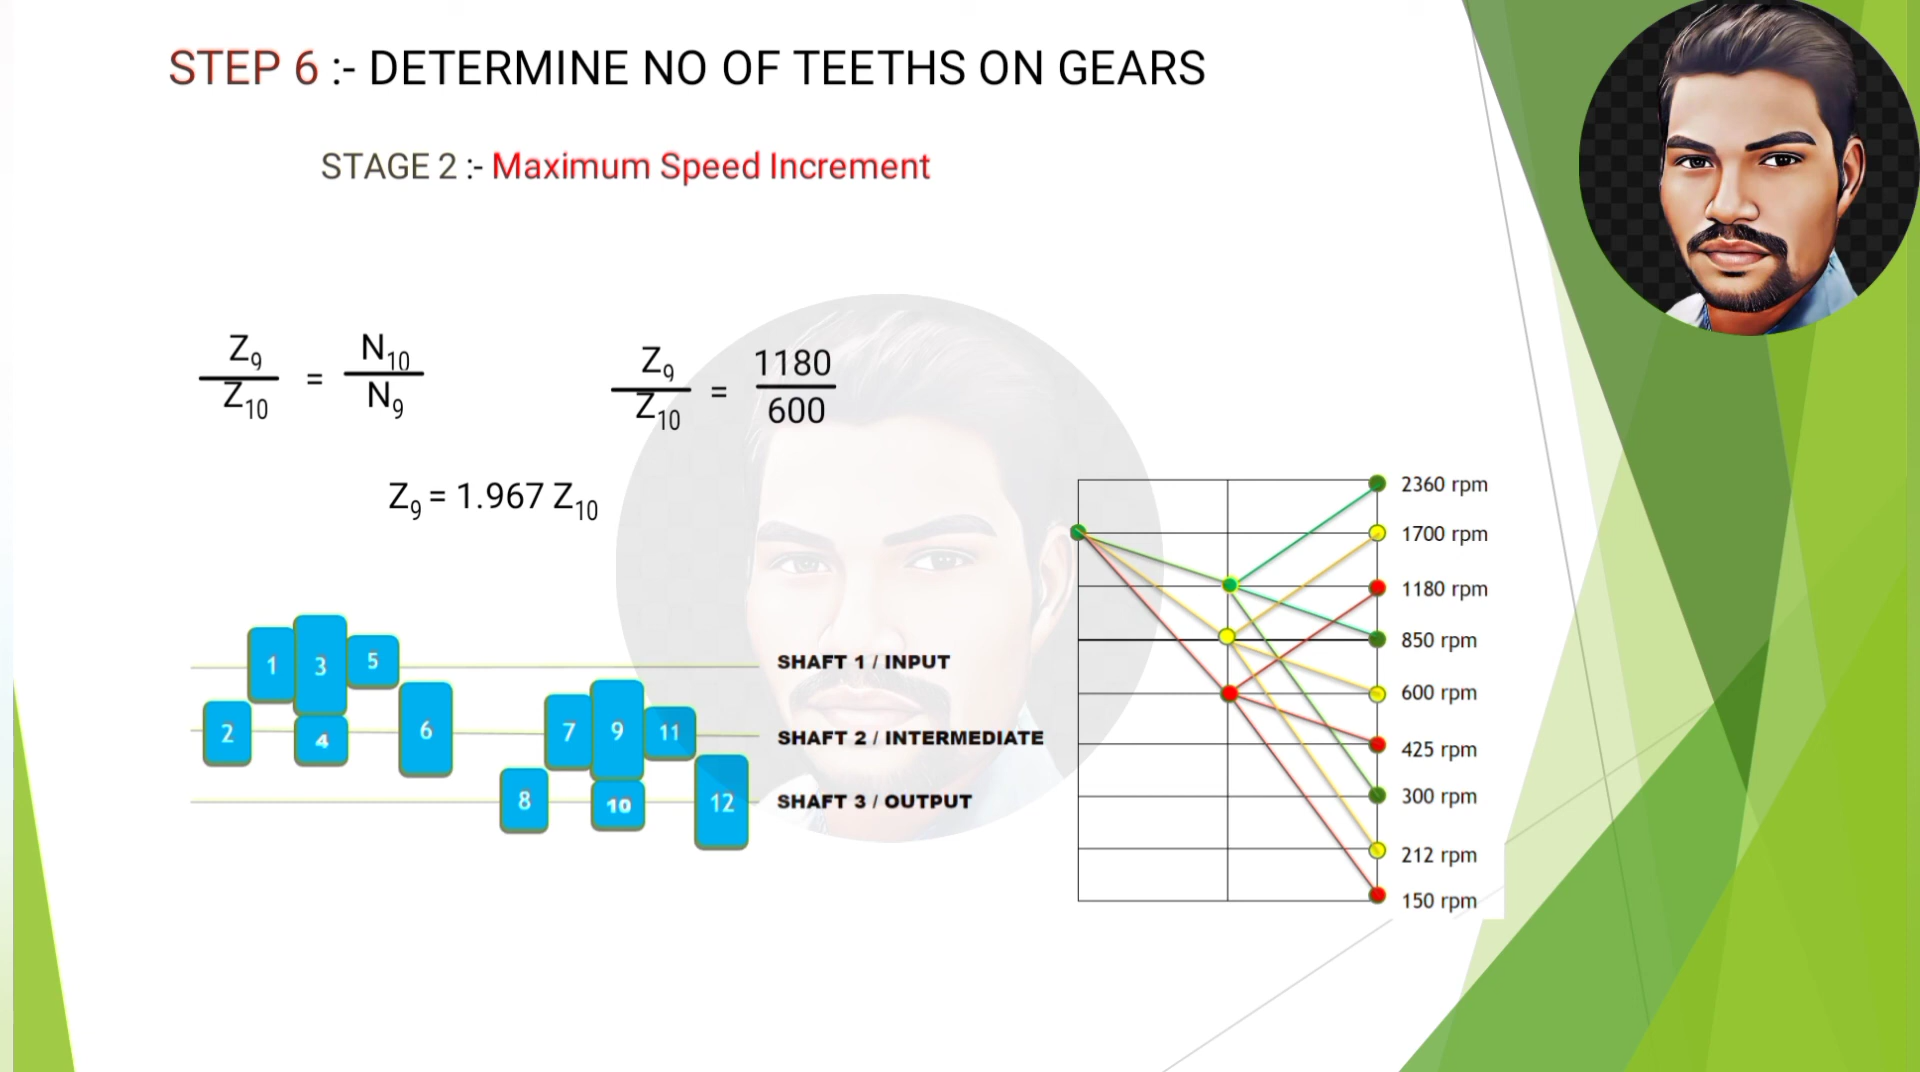 STEP 6 :- DETERMINE NO OF TEETHS ON GEARS
STAGE 2 :- Maximum Speed Increment
Z9 / Z10 = N10 / N9
Z9 / Z10 = 1180 / 600
Z9 = 1.967 Z10
2360 rpm
1700 rpm
1180 rpm
850 rpm
600 rpm
425 rpm
300 rpm
212 rpm
150 rpm
1 3 5
SHAFT 1 / INPUT
2 4 6 7 9 11
SHAFT 2 / INTERMEDIATE
8 10 12
SHAFT 3 / OUTPUT